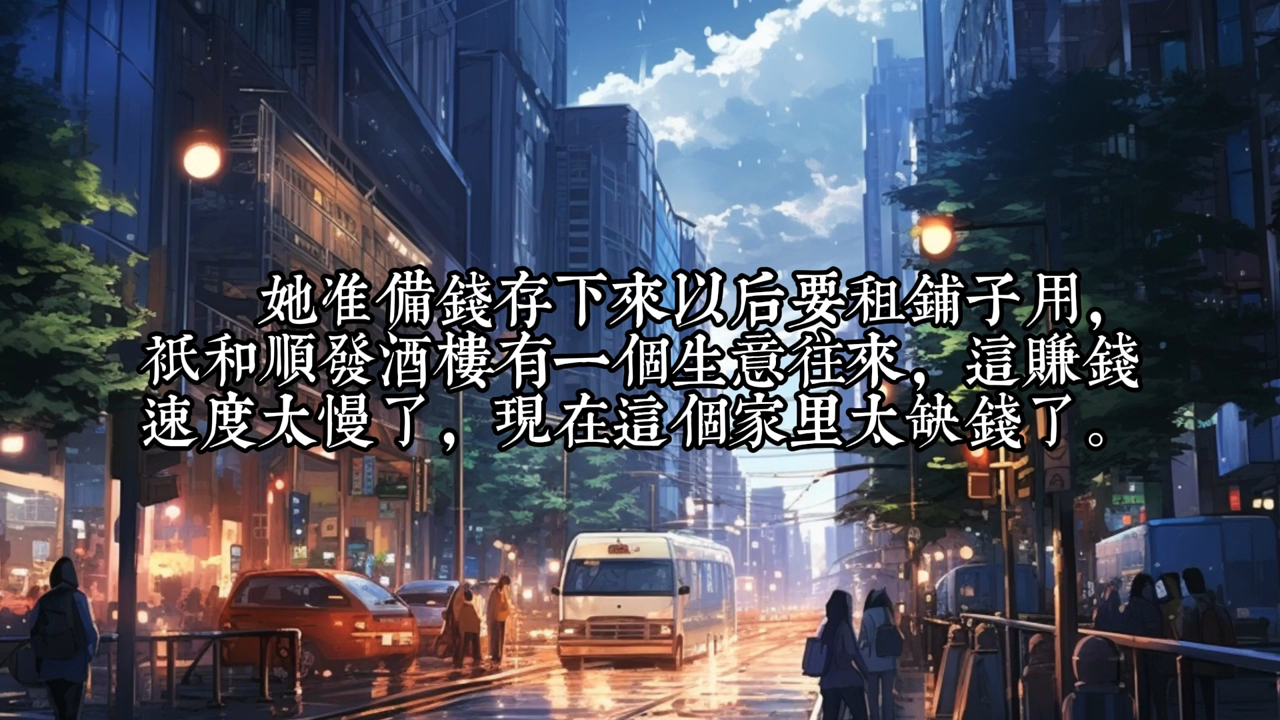 她准備錢存下來以后要租鋪子用，
祇和順發酒樓有一個生意往來，這賺錢
速度太慢了，現在這個家里太缺錢了。